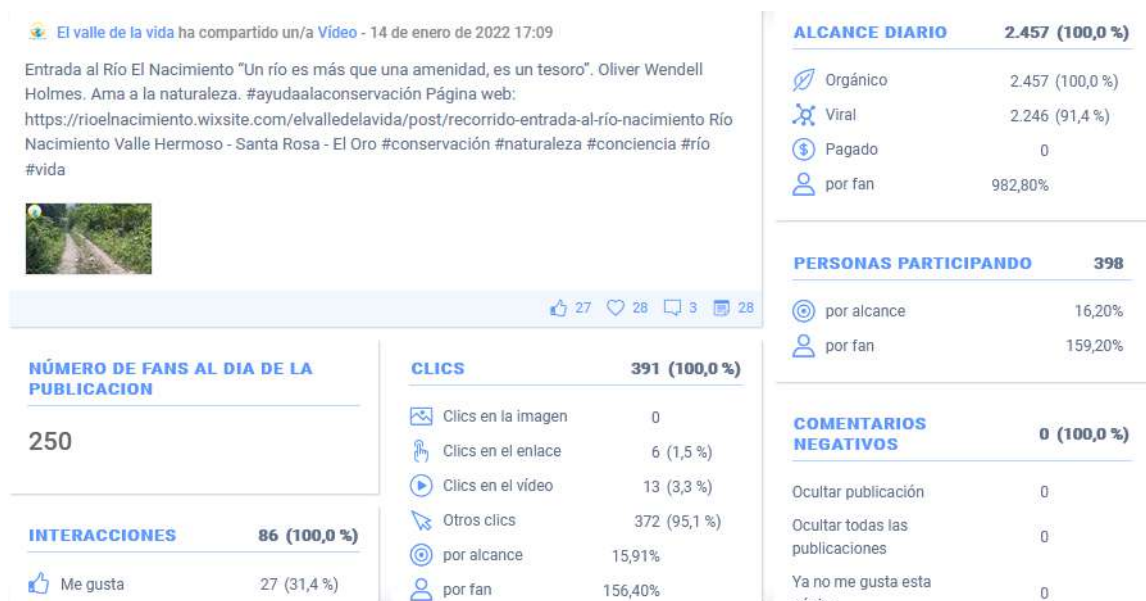 El valle de la vida ha compartido un/a Vídeo - 14 de enero de 2022 17:09
Entrada al Río El Nacimiento "Un río es más que una amenidad, es un tesoro". Oliver Wendell
Holmes. Ama a la naturaleza. #ayudaalaconservación Página web:
https://rioelnacimiento.wixsite.com/elvalledelavida/post/recorrido-entrada-al-río-nacimiento Río
Nacimiento Valle Hermoso - Santa Rosa - El Oro #conservación #naturaleza #conciencia #río
#vida
27 28 3 28
NÚMERO DE FANS AL DIA DE LA
PUBLICACION
250
INTERACCIONES 86 (100,0 %)
Me gusta 27 (31,4 %)
CLICS 391 (100,0 %)
Clics en la imagen 0
Clics en el enlace 6 (1,5 %)
Clics en el vídeo 13 (3,3 %)
Otros clics 372 (95,1 %)
por alcance 15,91%
por fan 156,40%
ALCANCE DIARIO 2.457 (100,0 %)
Orgánico 2.457 (100,0 %)
Viral 2.246 (91,4 %)
Pagado 0
por fan 982,80%
PERSONAS PARTICIPANDO 398
por alcance 16,20%
por fan 159,20%
COMENTARIOS
NEGATIVOS 0 (100,0 %)
Ocultar publicación 0
Ocultar todas las
publicaciones 0
Ya no me gusta esta
0